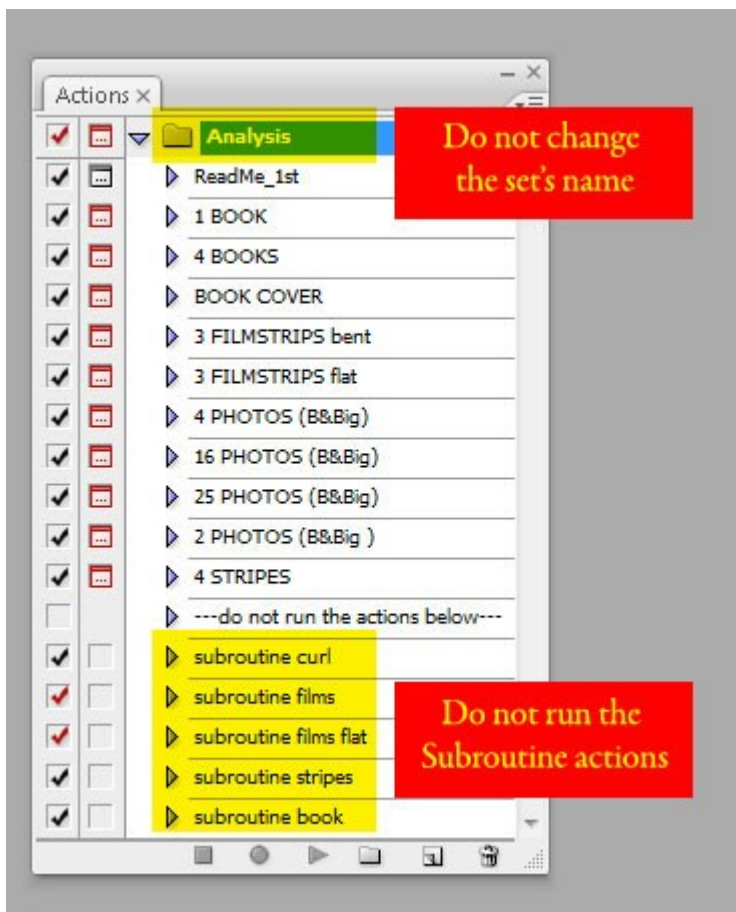 Actions ×
Analysis
Do not change
the set's name
ReadMe_1st
1 BOOK
4 BOOKS
BOOK COVER
3 FILMSTRIPS bent
3 FILMSTRIPS flat
4 PHOTOS (B&Big)
16 PHOTOS (B&Big)
25 PHOTOS (B&Big)
2 PHOTOS (B&Big )
4 STRIPES
---do not run the actions below---
subroutine curl
subroutine films
subroutine films flat
subroutine stripes
subroutine book
Do not run the
Subroutine actions